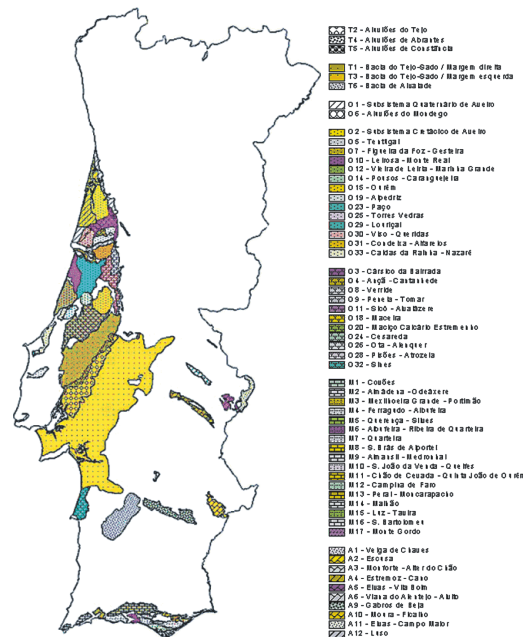 T2 - Aluviões do Tejo
T4 - Aluviões de Abrantes
T5 - Aluviões de Constância
T1 - Bacia do Tejo-Sado / Margem direita
T3 - Bacia do Tejo-Sado / Margem esquerda
T6 - Bacia de Alvalade
O1 - Subsistema Quaternário de Aveiro
O6 - Aluviões do Mondego
O2 - Subsistema Cretácico de Aveiro
O5 - Tentúgal
O7 - Figueira da Foz - Gesteira
O10 - Leirosa - Monte Real
O12 - Vieira de Leiria - Marinha Grande
O14 - Pousos - Caranguejeira
O15 - Ourém
O19 - Alpedriz
O23 - Paço
O25 - Torres Vedras
O29 - Louriçal
O30 - Viso - Queridas
O31 - Condeixa - Alfarelos
O33 - Caldas da Rainha - Nazaré
O3 - Cársico da Bairrada
O4 - Ançã - Cantanhede
O8 - Verride
O9 - Penela - Tomar
O11 - Sicó - Alvaiázere
O18 - Maceira
O20 - Maciço Calcário Estremenho
O24 - Cesareda
O26 - Ota - Alenquer
O28 - Pisões - Atrozela
O32 - Sines
M1 - Covões
M2 - Almádena - Odeáxere
M3 - Mexilhoeira Grande - Portimão
M4 - Ferragudo - Albufeira
M5 - Querença - Silves
M6 - Albufeira - Ribeira de Quarteira
M7 - Quarteira
M8 - S. Brás de Alportel
M9 - Almansil - Medronhal
M10 - S. João da Venda - Quelfes
M11 - Chão de Cevada - Quinta João de Ourém
M12 - Campina de Faro
M13 - Peral - Moncarapacho
M14 - Malhão
M15 - Luz - Tavira
M16 - S. Bartolomeu
M17 - Monte Gordo
A1 - Veiga de Chaves
A2 - Escusa
A3 - Monforte - Alter do Chão
A4 - Estremoz - Cano
A5 - Elvas - Vila Boim
A6 - Viana do Alentejo - Alvito
A9 - Gabros de Beja
A10 - Moura - Ficalho
A11 - Elvas - Campo Maior
A12 - Luso